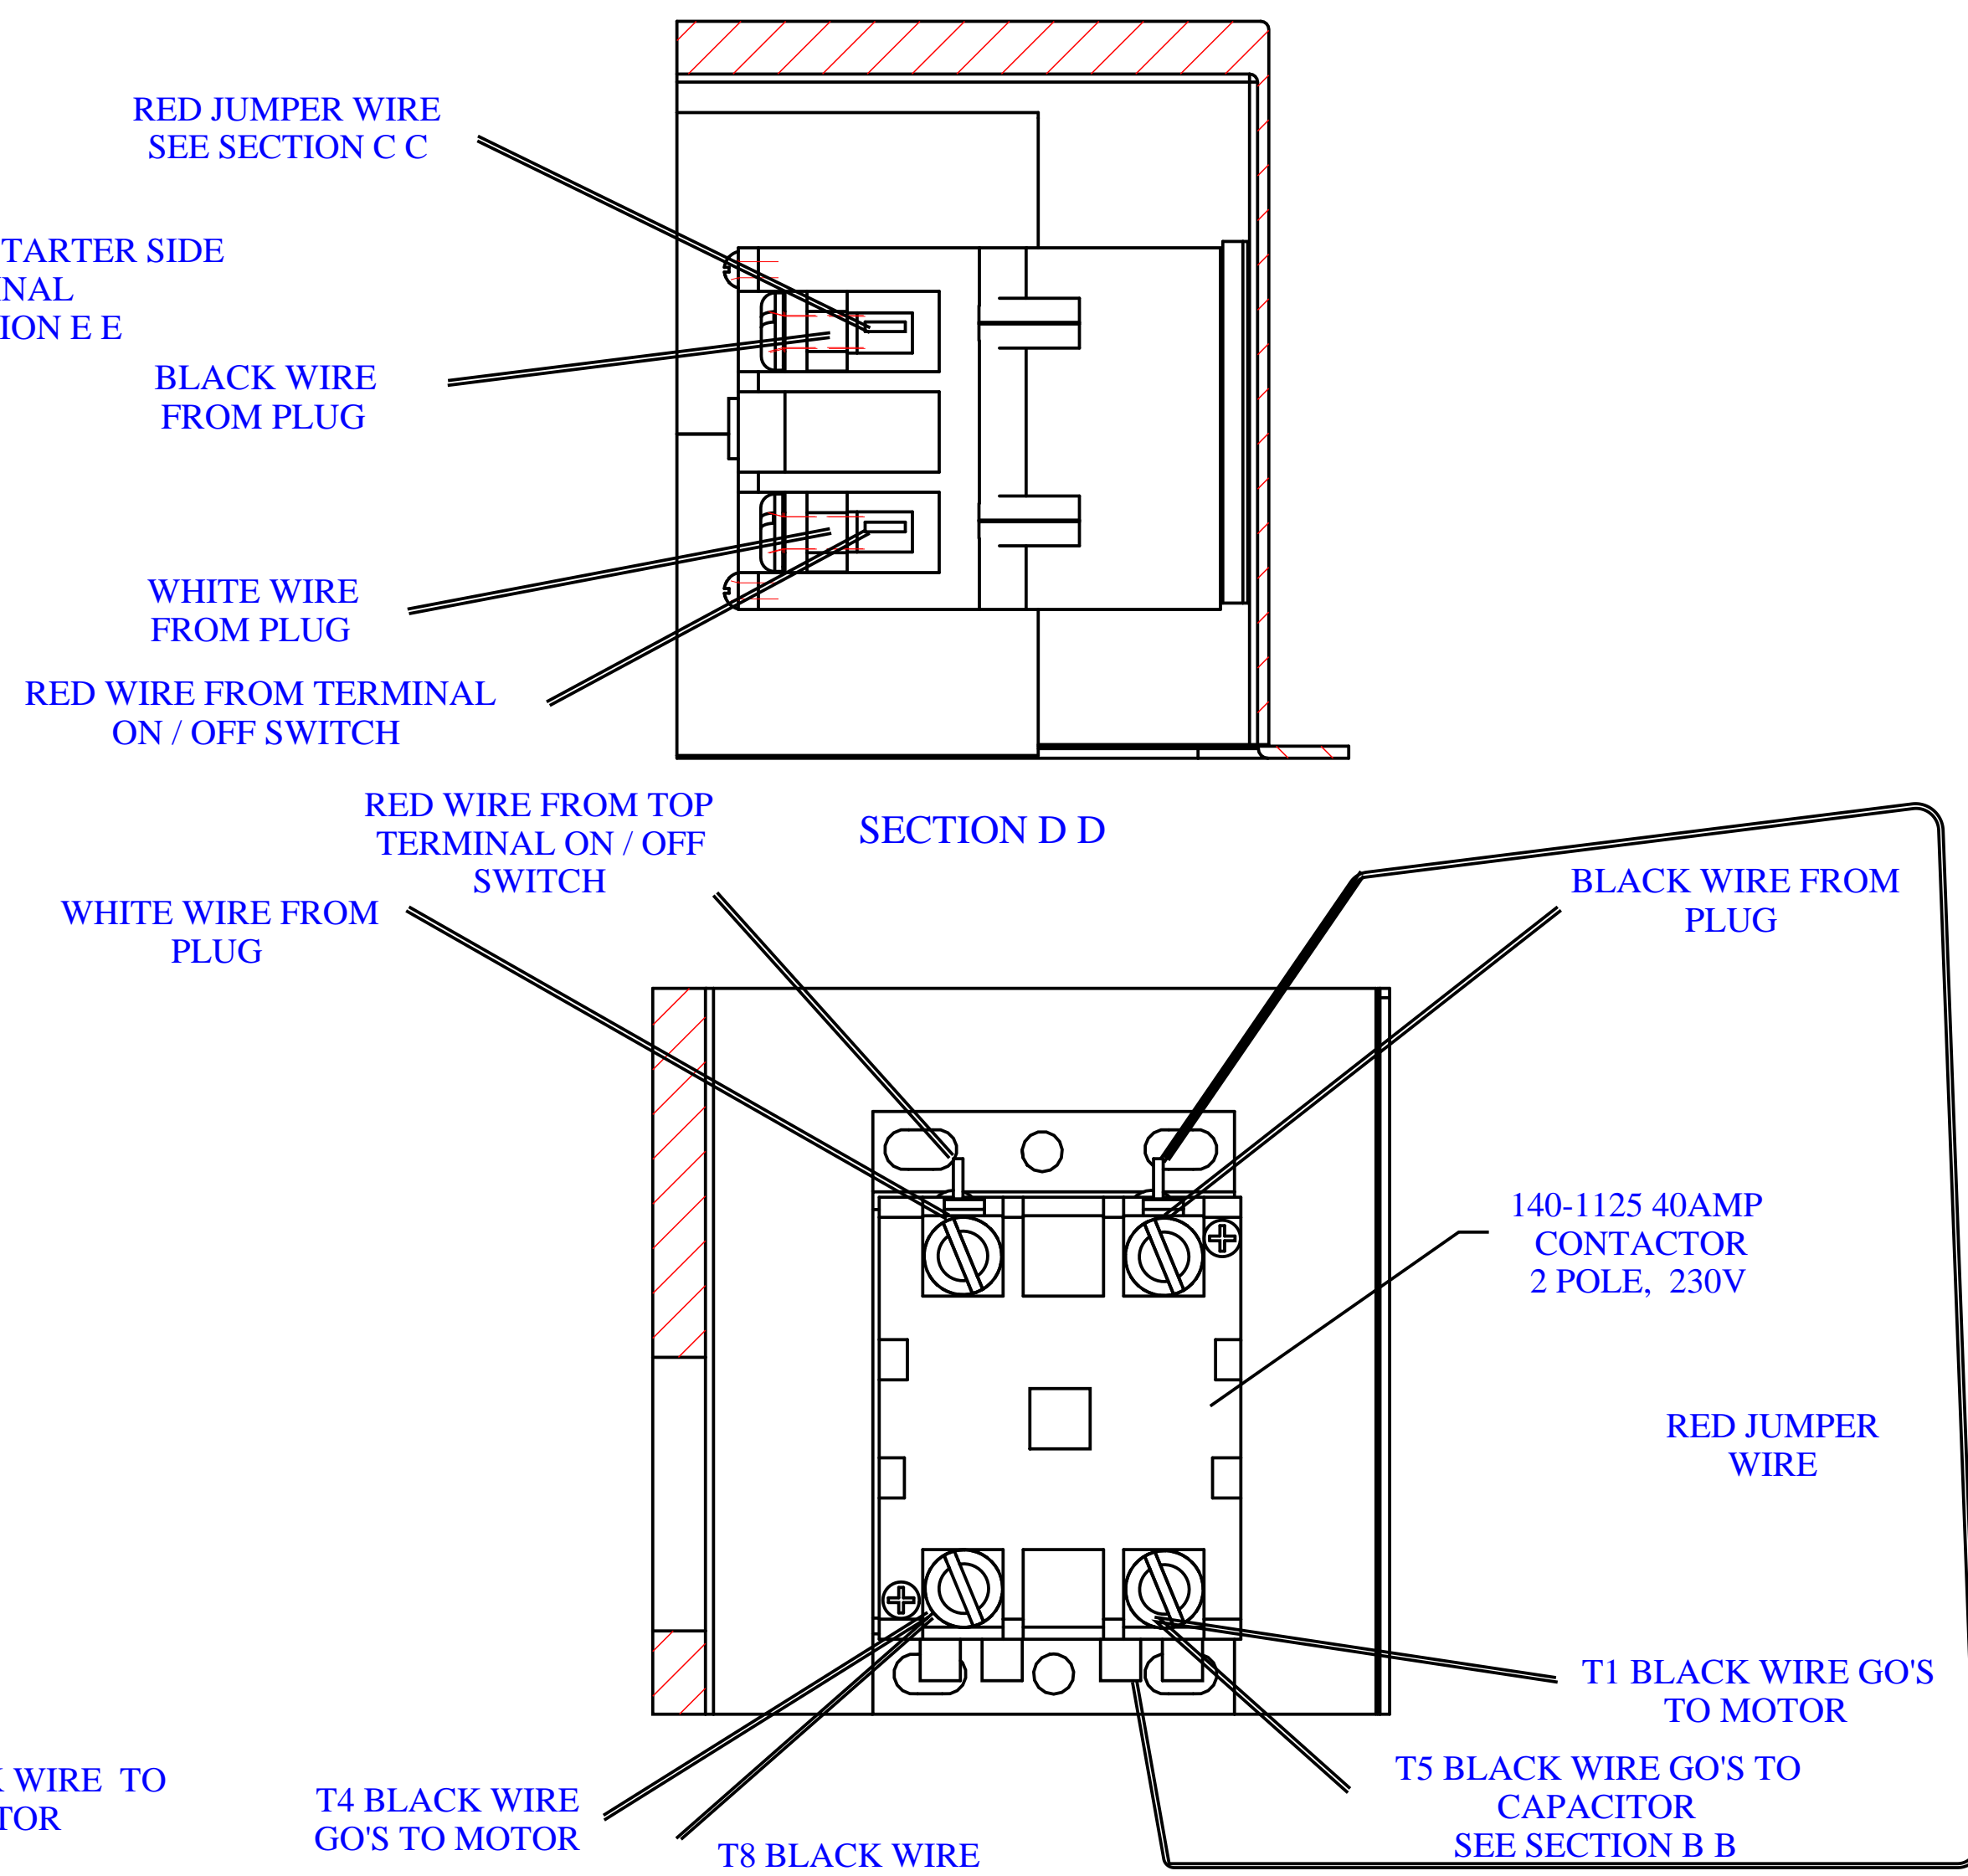 RED JUMPER WIRE
SEE SECTION C C
TARTER SIDE
NAL
ION E E
BLACK WIRE
FROM PLUG
WHITE WIRE
FROM PLUG
RED WIRE FROM TERMINAL
ON / OFF SWITCH
SECTION D D
RED WIRE FROM TOP
TERMINAL ON / OFF
SWITCH
WHITE WIRE FROM
PLUG
BLACK WIRE FROM
PLUG
140-1125 40AMP
CONTACTOR
2 POLE, 230V
RED JUMPER
WIRE
T1 BLACK WIRE GO'S
TO MOTOR
T5 BLACK WIRE GO'S TO
CAPACITOR
SEE SECTION B B
WIRE TO
TOR
T4 BLACK WIRE
GO'S TO MOTOR
T8 BLACK WIRE